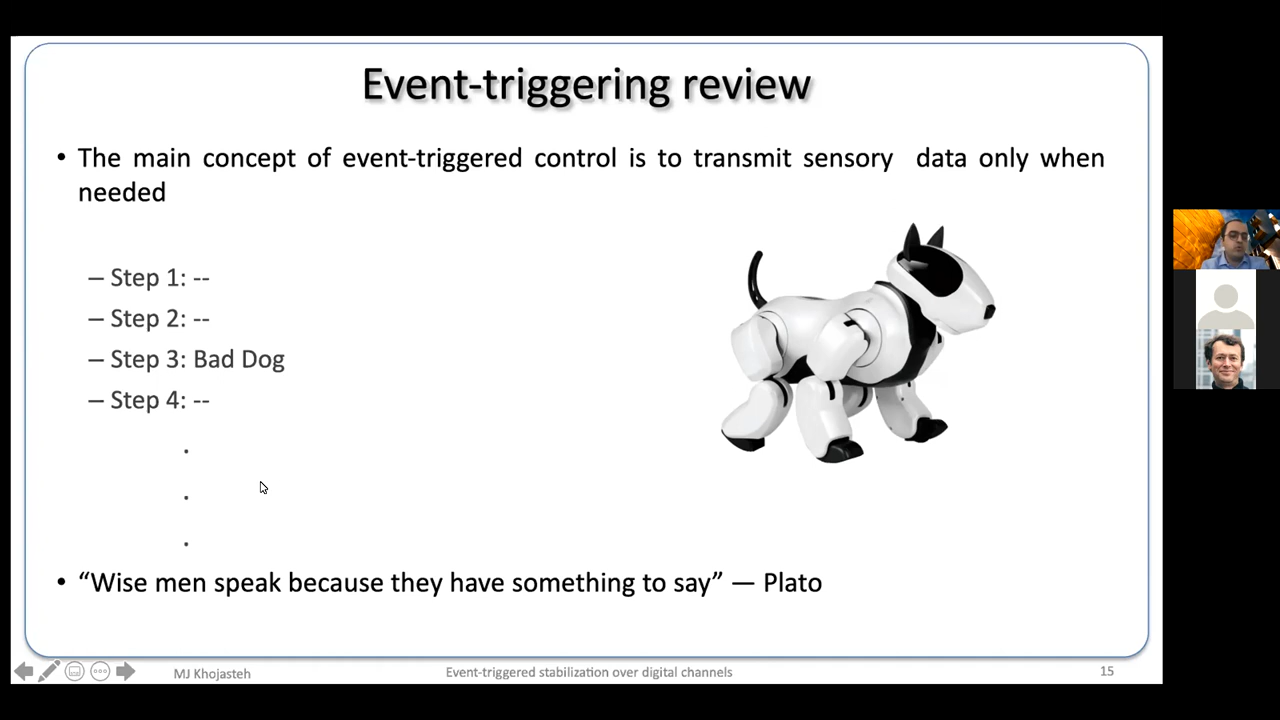 Event-triggering review
• The main concept of event-triggered control is to transmit sensory data only when
needed
– Step 1: --
– Step 2: --
– Step 3: Bad Dog
– Step 4: --
.
.
.
• “Wise men speak because they have something to say” — Plato
MJ Khojasteh
Event-triggered stabilization over digital channels
15